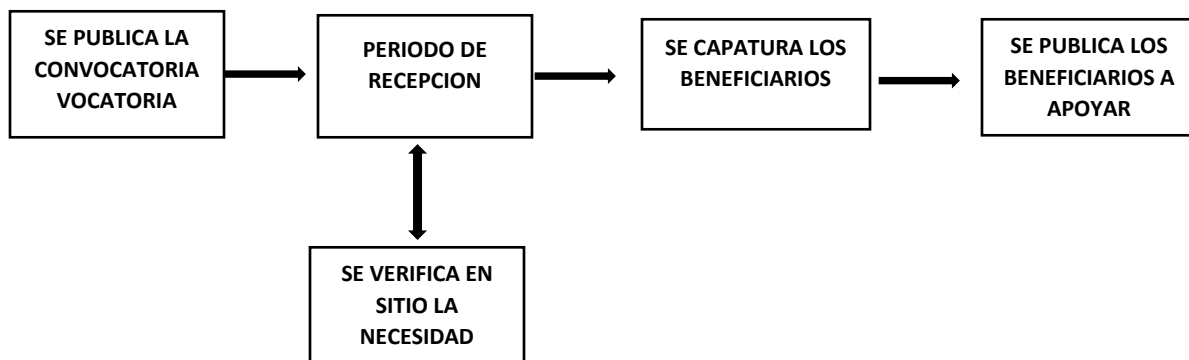 SE PUBLICA LA
CONVOCATORIA
VOCATORIA
PERIODO DE
RECEPCION
SE CAPATURA LOS
BENEFICIARIOS
SE PUBLICA LOS
BENEFICIARIOS A
APOYAR
SE VERIFICA EN
SITIO LA
NECESIDAD